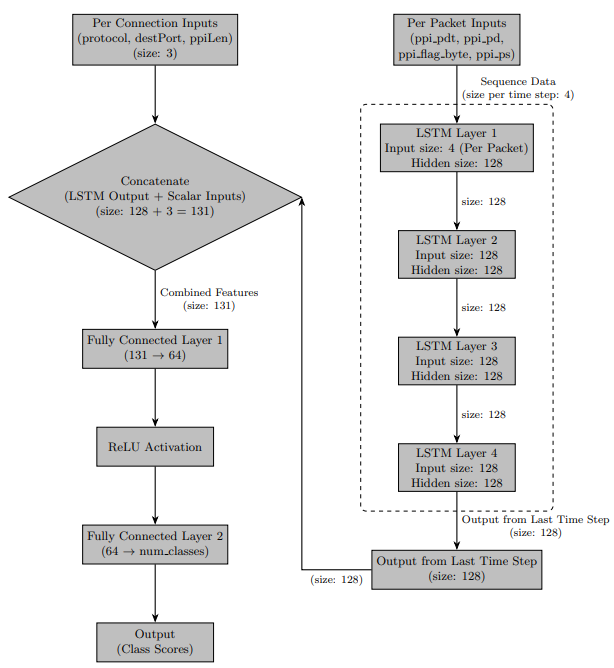 Per Connection Inputs
(protocol, destPort, ppiLen)
(size: 3)
Per Packet Inputs
(ppi_pdt, ppi_pd,
ppi_flag_byte, ppi_ps)
Sequence Data
(size per time step: 4)
LSTM Layer 1
Input size: 4 (Per Packet)
Hidden size: 128
size: 128
LSTM Layer 2
Input size: 128
Hidden size: 128
size: 128
LSTM Layer 3
Input size: 128
Hidden size: 128
size: 128
LSTM Layer 4
Input size: 128
Hidden size: 128
Output from Last Time Step
(size: 128)
Output from Last Time Step
(size: 128)
(size: 128)
Concatenate
(LSTM Output + Scalar Inputs)
(size: 128 + 3 = 131)
Combined Features
(size: 131)
Fully Connected Layer 1
(131 → 64)
ReLU Activation
Fully Connected Layer 2
(64 → num_classes)
Output
(Class Scores)